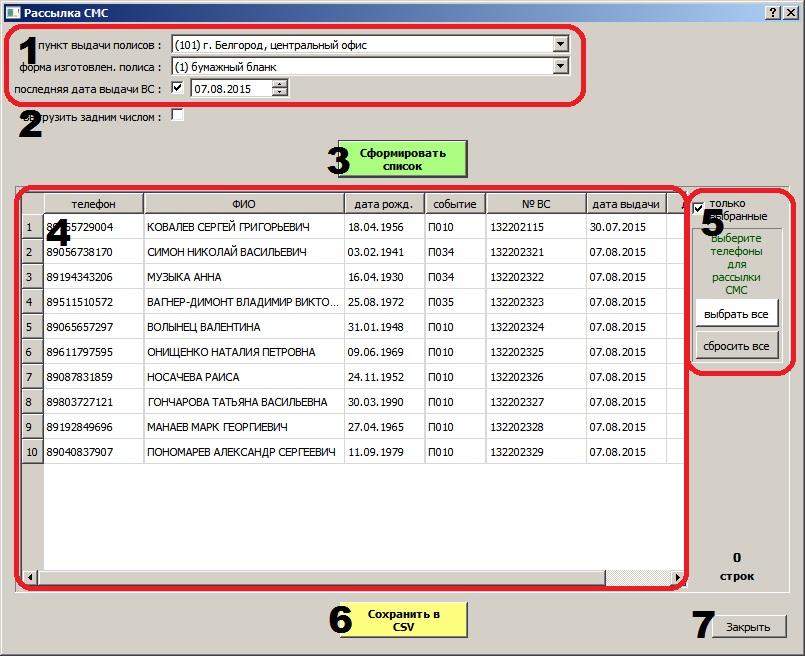 Рассылка СМС
1
пункт выдачи полисов : (101) г. Белгород, центральный офис
форма изготовлен. полиса : (1) бумажный бланк
последняя дата выдачи ВС : 07.08.2015
2
задним числом :
3 Сформировать
список
телефон ФИО дата рожд. событие № ВС дата выдачи
4
1 КОВАЛЕВ СЕРГЕЙ ГРИГОРЬЕВИЧ 18.04.1956 П010 132202115 30.07.2015
2 89056738170 СИМОН НИКОЛАЙ ВАСИЛЬЕВИЧ 03.02.1941 П034 132202321 07.08.2015
3 89194343206 МУЗЫКА АННА 16.04.1930 П034 132202322 07.08.2015
4 89511510572 ВАГНЕР-ДИМОНТ ВЛАДИМИР ВИКТО... 25.08.1972 П035 132202323 07.08.2015
5 89065657297 ВОЛЫНЕЦ ВАЛЕНТИНА 31.01.1948 П010 132202324 07.08.2015
6 89611797595 ОНИЩЕНКО НАТАЛИЯ ПЕТРОВНА 09.06.1969 П010 132202325 07.08.2015
7 89087831859 НОСАЧЕВА РАИСА 24.11.1952 П010 132202326 07.08.2015
8 89803727121 ГОНЧАРОВА ТАТЬЯНА ВАСИЛЬЕВНА 30.03.1990 П010 132202327 07.08.2015
9 89192849696 МАНАЕВ МАРК ГЕОРГИЕВИЧ 27.04.1965 П010 132202328 07.08.2015
10 89040837907 ПОНОМАРЕВ АЛЕКСАНДР СЕРГЕЕВИЧ 11.09.1979 П010 132202329 07.08.2015
только
выбранные
5
Выберите
телефоны
для
рассылки
СМС
выбрать все
сбросить все
0
строк
6 Сохранить в
CSV
7 Закрыть